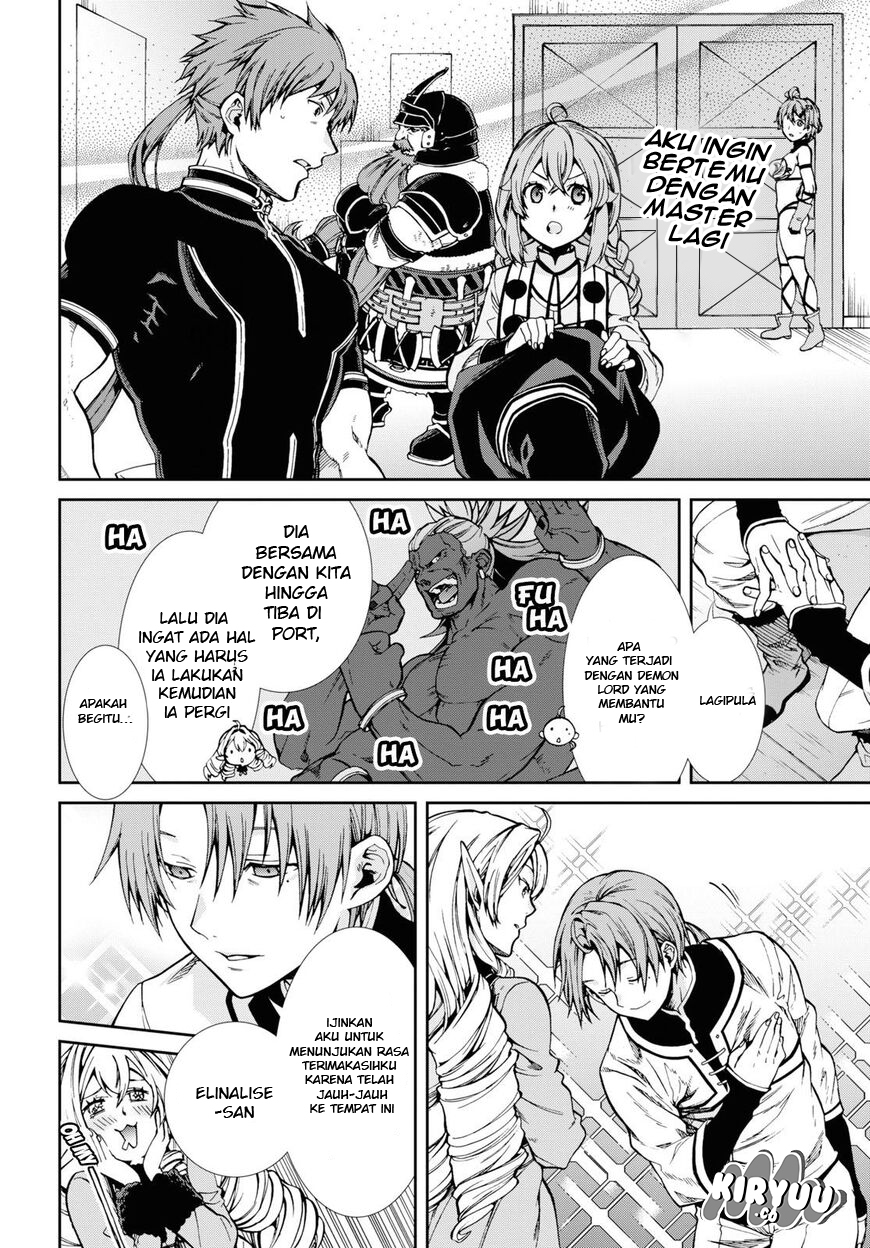 AKU INGIN
BERTEMU
DENGAN
MASTER
LAGI
LAGIPULA
APA
YANG TERJADI
DENGAN DEMON
LORD YANG
MEMBANTU
MU?
FU
HA
HA
HA
HA
HA
HA
HA
DIA
BERSAMA
DENGAN KITA
HINGGA
TIBA DI
PORT,
LALU DIA
INGAT ADA HAL
YANG HARUS
IA LAKUKAN
KEMUDIAN
IA PERGI
APAKAH
BEGITU...
ELINALISE
-SAN
IJINKAN
AKU UNTUK
MENUNJUKAN RASA
TERIMAKASIHKU
KARENA TELAH
JAUH-JAUH
KE TEMPAT INI
KIRYUU
.CO